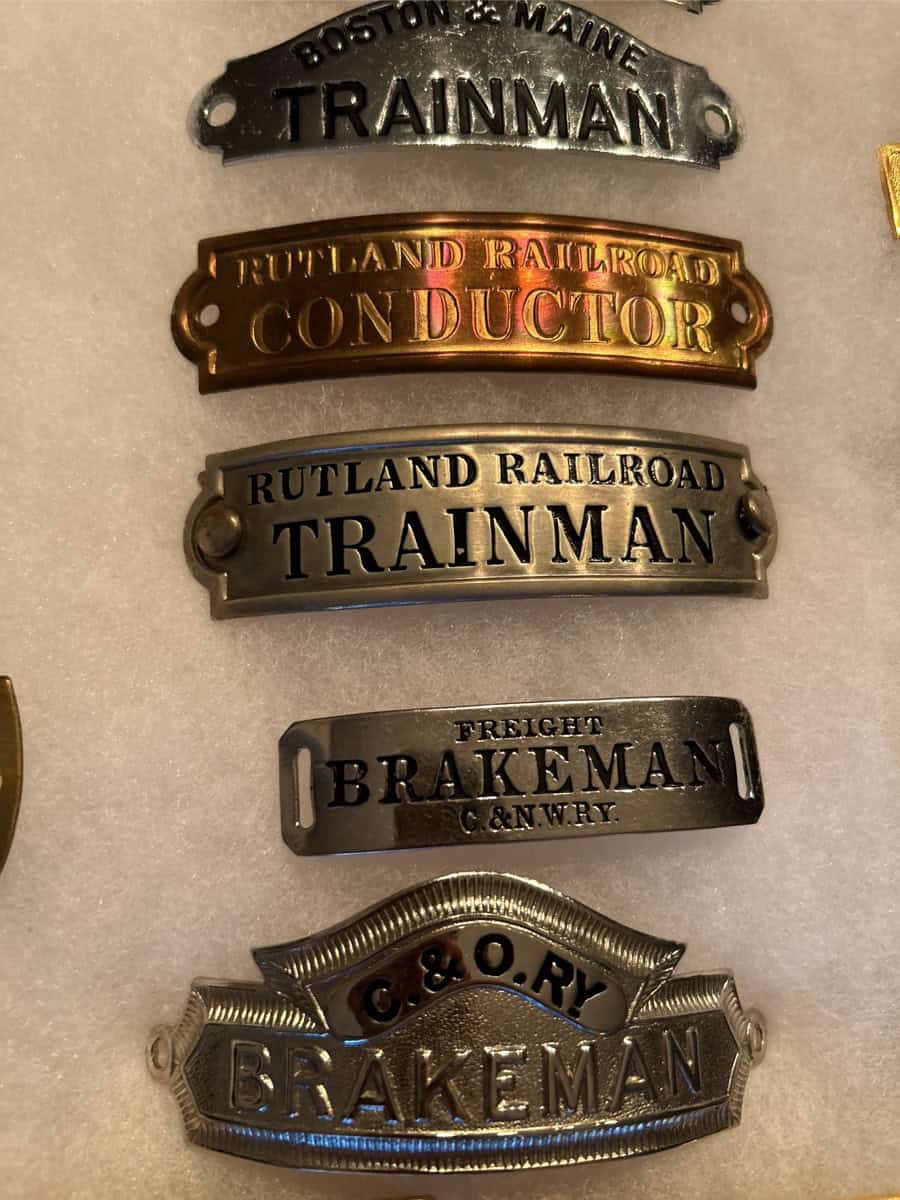 BOSTON & MAINE
TRAINMAN
RUTLAND RAILROAD
CONDUCTOR
RUTLAND RAILROAD
TRAINMAN
FREIGHT
BRAKEMAN
C.&N.W.RY.
C.&O.RY
BRAKEMAN